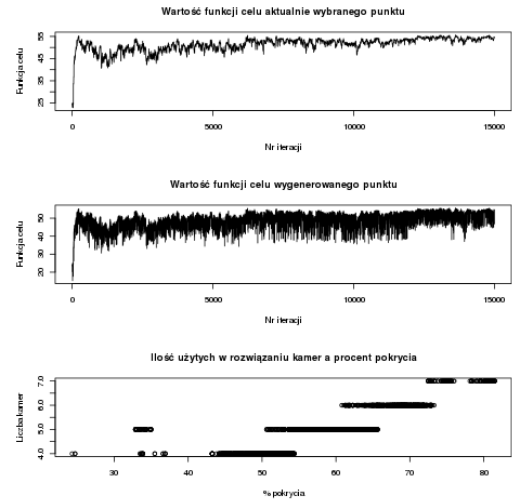 Wartość funkcji celu aktualnie wybranego punktu
Funkcja celu
55
45
35
25
0
5000
10000
15000
Nr iteracji
Wartość funkcji celu wygenerowanego punktu
Funkcja celu
50
40
30
20
0
5000
10000
15000
Nr iteracji
Ilość użytych w rozwiązaniu kamer a procent pokrycia
Liczba kamer
7.0
6.0
5.0
4.0
30
40
50
60
70
80
% pokrycia